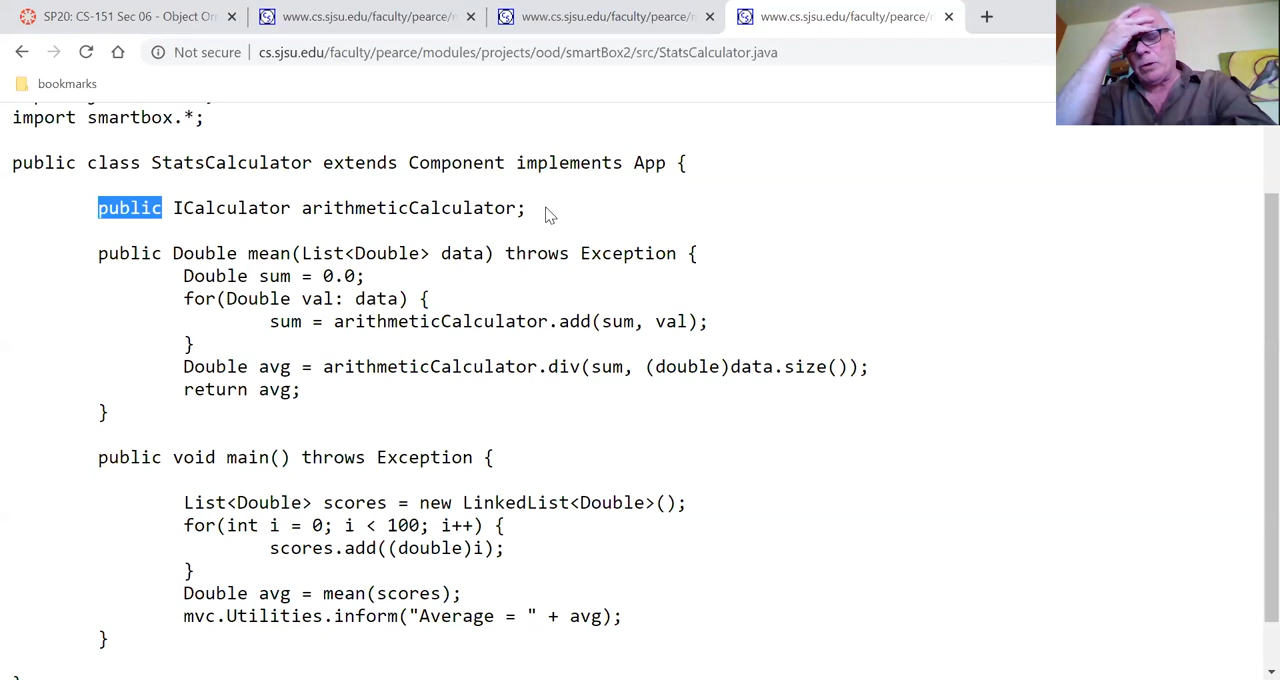 SP20: CS-151 Sec 06 - Object Or
www.cs.sjsu.edu/faculty/pearce/
www.cs.sjsu.edu/faculty/pearce/
www.cs.sjsu.edu/faculty/pearce/
Not secure
cs.sjsu.edu/faculty/pearce/modules/projects/ood/smartBox2/src/StatsCalculator.java
bookmarks
import smartbox.*;
public class StatsCalculator extends Component implements App {
public ICalculator arithmeticCalculator;
public Double mean(List<Double> data) throws Exception {
Double sum = 0.0;
for(Double val: data) {
sum = arithmeticCalculator.add(sum, val);
}
Double avg = arithmeticCalculator.div(sum, (double)data.size());
return avg;
}
public void main() throws Exception {
List<Double> scores = new LinkedList<Double>();
for(int i = 0; i < 100; i++) {
scores.add((double)i);
}
Double avg = mean(scores);
mvc.Utilities.inform("Average = " + avg);
}